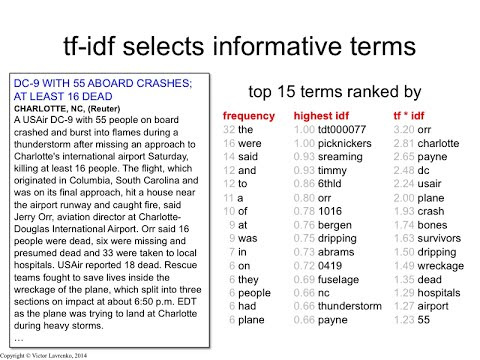 tf-idf selects informative terms
DC-9 WITH 55 ABOARD CRASHES;
AT LEAST 16 DEAD
CHARLOTTE, NC, (Reuter)
A USAir DC-9 with 55 people on board
crashed and burst into flames during a
thunderstorm after missing an approach to
Charlotte's international airport Saturday,
killing at least 16 people. The flight, which
originated in Columbia, South Carolina and
was on its final approach, hit a house near
the airport runway and caught fire, said
Jerry Orr, aviation director at Charlotte-
Douglas International Airport. Orr said 16
people were dead, six were missing and
presumed dead and 33 were taken to local
hospitals. USAir reported 18 dead. Rescue
teams fought to save lives inside the
wreckage of the plane, which split into three
sections on impact at about 6:50 p.m. EDT
as the plane was trying to land at Charlotte
during heavy storms.
...
top 15 terms ranked by
frequency highest idf tf * idf
32 the 1.00 tdt000077 3.20 orr
16 were 1.00 picknickers 2.81 charlotte
14 said 0.93 sreaming 2.65 payne
12 and 0.93 timmy 2.48 dc
12 to 0.86 6thld 2.24 usair
11 a 0.80 orr 2.00 plane
10 of 0.78 1016 1.93 crash
9 at 0.76 bergen 1.74 bones
9 was 0.75 dripping 1.63 survivors
7 in 0.73 abrams 1.50 dripping
6 on 0.72 0419 1.49 wreckage
6 they 0.69 fuselage 1.35 dead
6 people 0.66 nc 1.29 hospitals
6 had 0.66 thunderstorm 1.27 airport
6 plane 0.66 payne 1.23 55
Copyright © Victor Lavrenko, 2014